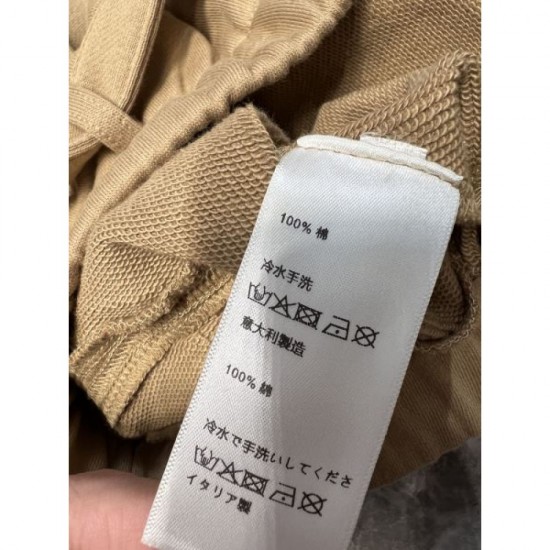 100% 棉
冷水手洗
意大利製造
100% 綿
冷水で手洗いしてくださ
イタリア製